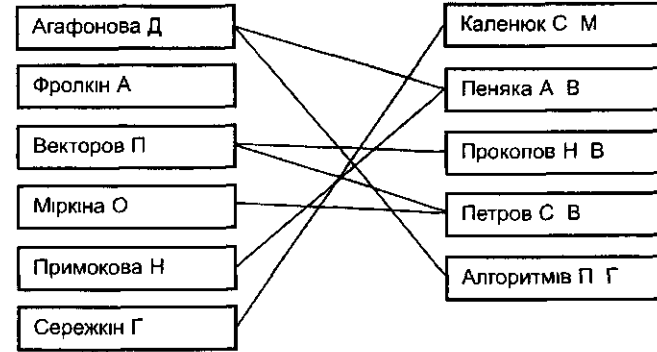 Агафонова Д
Фролкін А
Векторов П
Міркіна О
Примокова Н
Сережкін Г
Каленюк С М
Пеняка А В
Прокопов Н В
Петров С В
Алгоритмів П Г